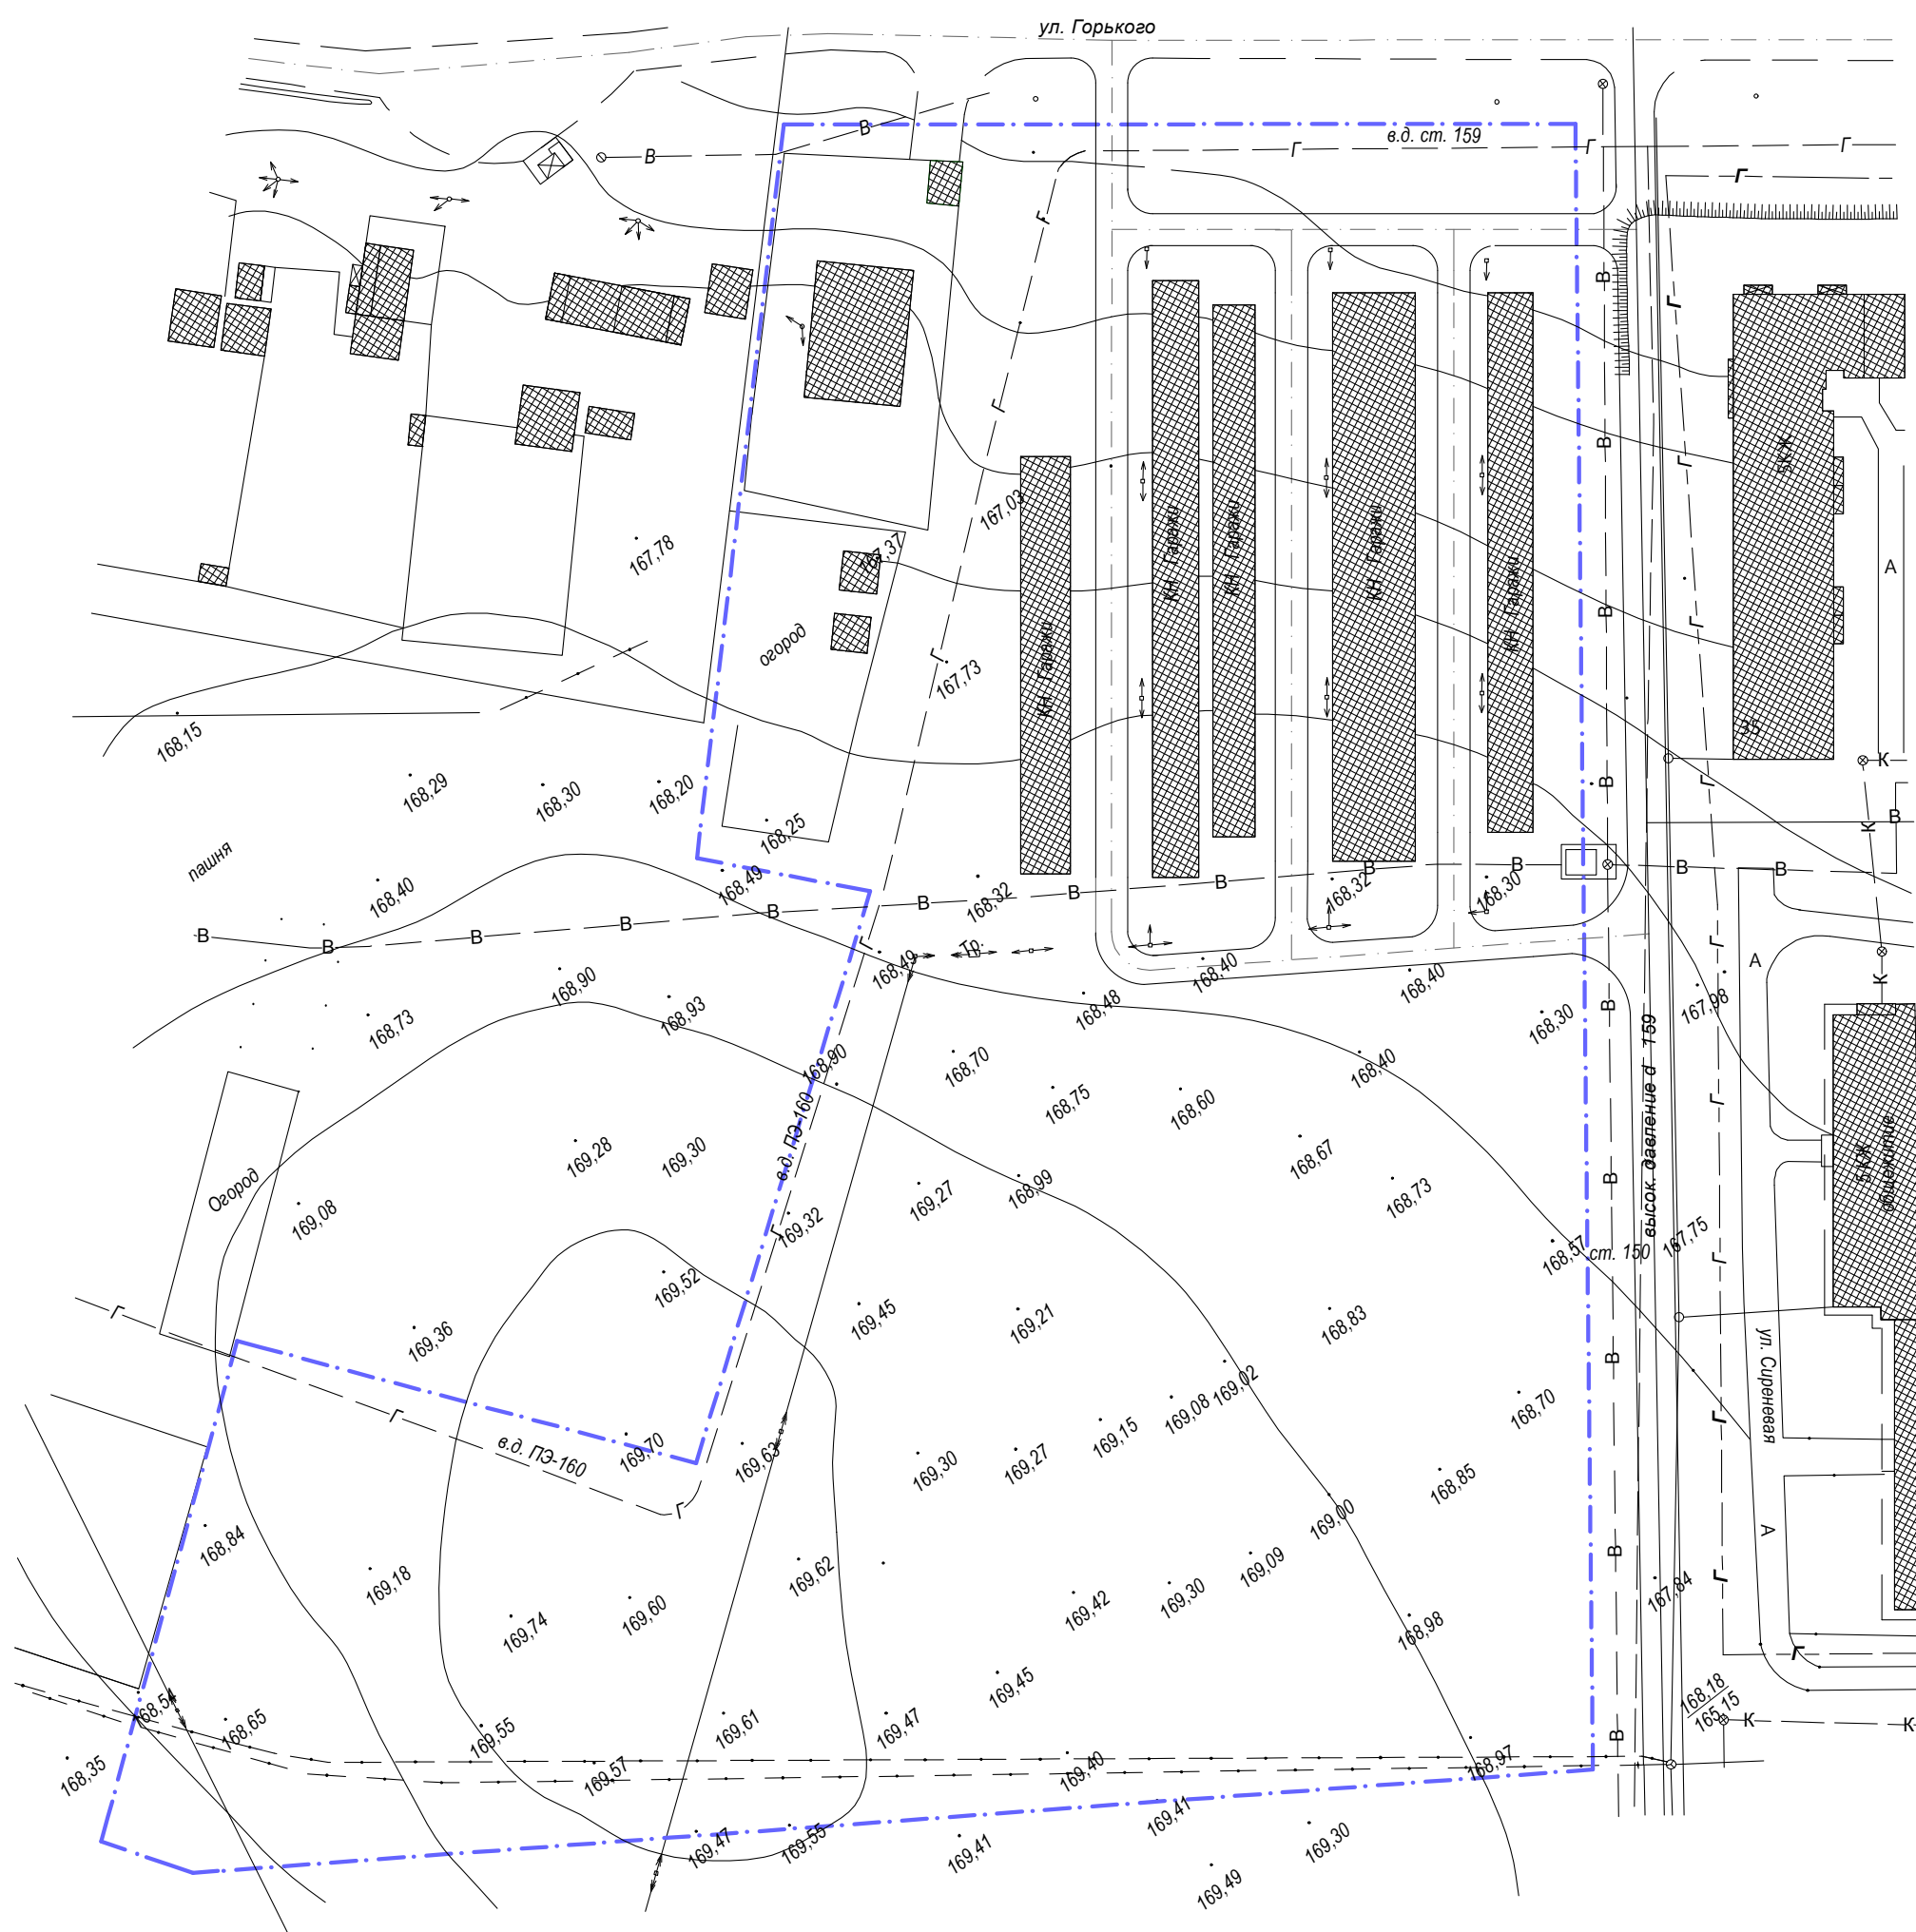 ул. Горького
В
В
Г
в.д. ст. 159
Г
Г
Г
Г
Г
В
Г
Г
В
5КЖ
Г
167,03
167,37
167,78
КН Гаражи
КН Гаражи
КН Гаражи
КН Гаражи
КН Гаражи
А
В
Г
огород
Г
167,73
168,15
35
К
168,29
168,30
168,20
В
Г
168,25
К
В
пашня
168,49
168,40
168,32
В
168,32
В
168,30
В
В
В
В
В
В
В
В
В
Г
Тр.
168,49
Г
А
К
168,90
168,93
168,73
168,48
168,40
168,40
168,30
В
167,98
168,90
168,70
168,75
168,60
168,40
высок. давление d 159
Г
в.д. ПЭ-160
169,28
169,30
168,67
168,73
5 КЖ
общежитие
Огород
169,08
169,32
Г
169,27
168,99
В
168,57
ст. 150
167,75
Г
169,52
Г
169,36
169,45
169,21
168,83
В
ул. Сиреневая
169,02
169,08
168,70
Г
Г
в.д. ПЭ-160
169,70
169,63
169,30
169,27
169,15
168,85
Г
169,00
А
168,84
169,18
169,62
169,09
В
169,74
169,60
169,42
169,30
168,98
167,84
Г
Г
169,45
168,54
168,65
169,55
169,61
169,47
168,18
165,15
К
К
В
168,35
169,57
169,40
168,97
169,47
169,55
169,41
169,41
169,30
169,49